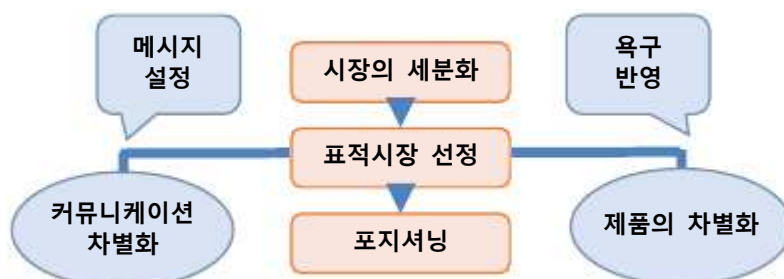 메시지
설정
시장의 세분화
욕구
반영
표적시장 선정
커뮤니케이션
차별화
포지셔닝
제품의 차별화